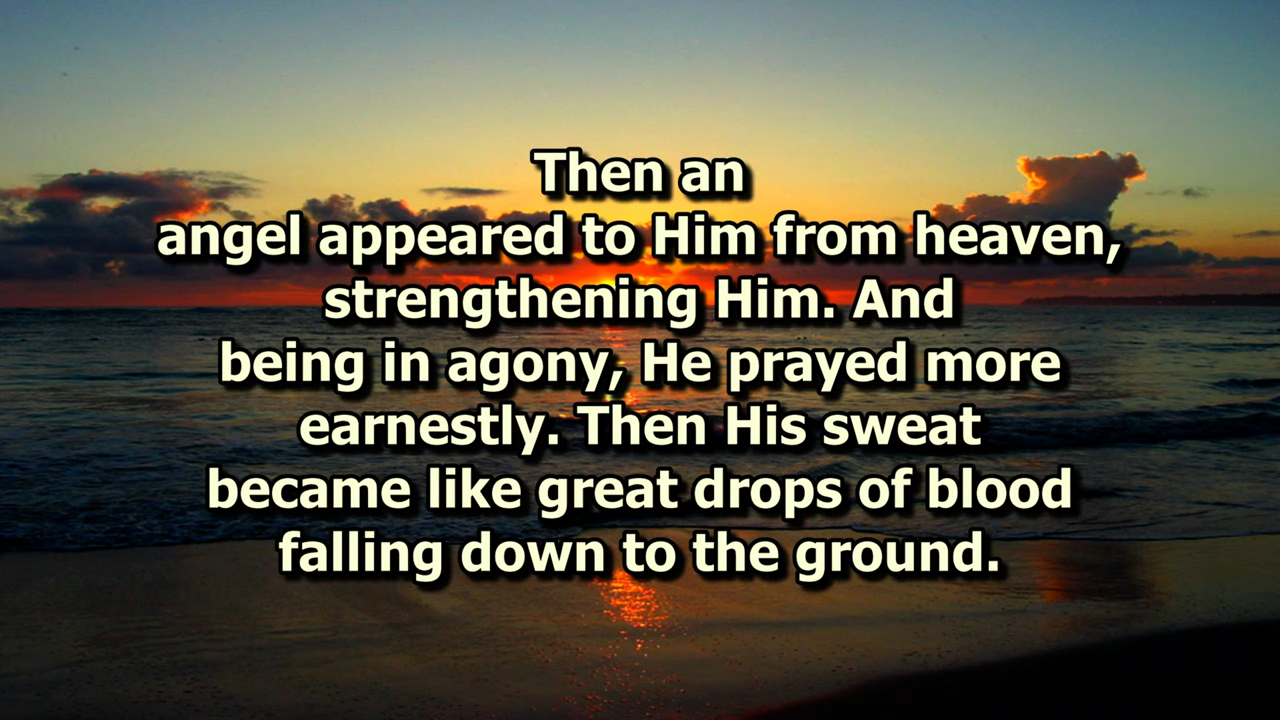 Then an
angel appeared to Him from heaven,
strengthening Him. And
being in agony, He prayed more
earnestly. Then His sweat
became like great drops of blood
falling down to the ground.